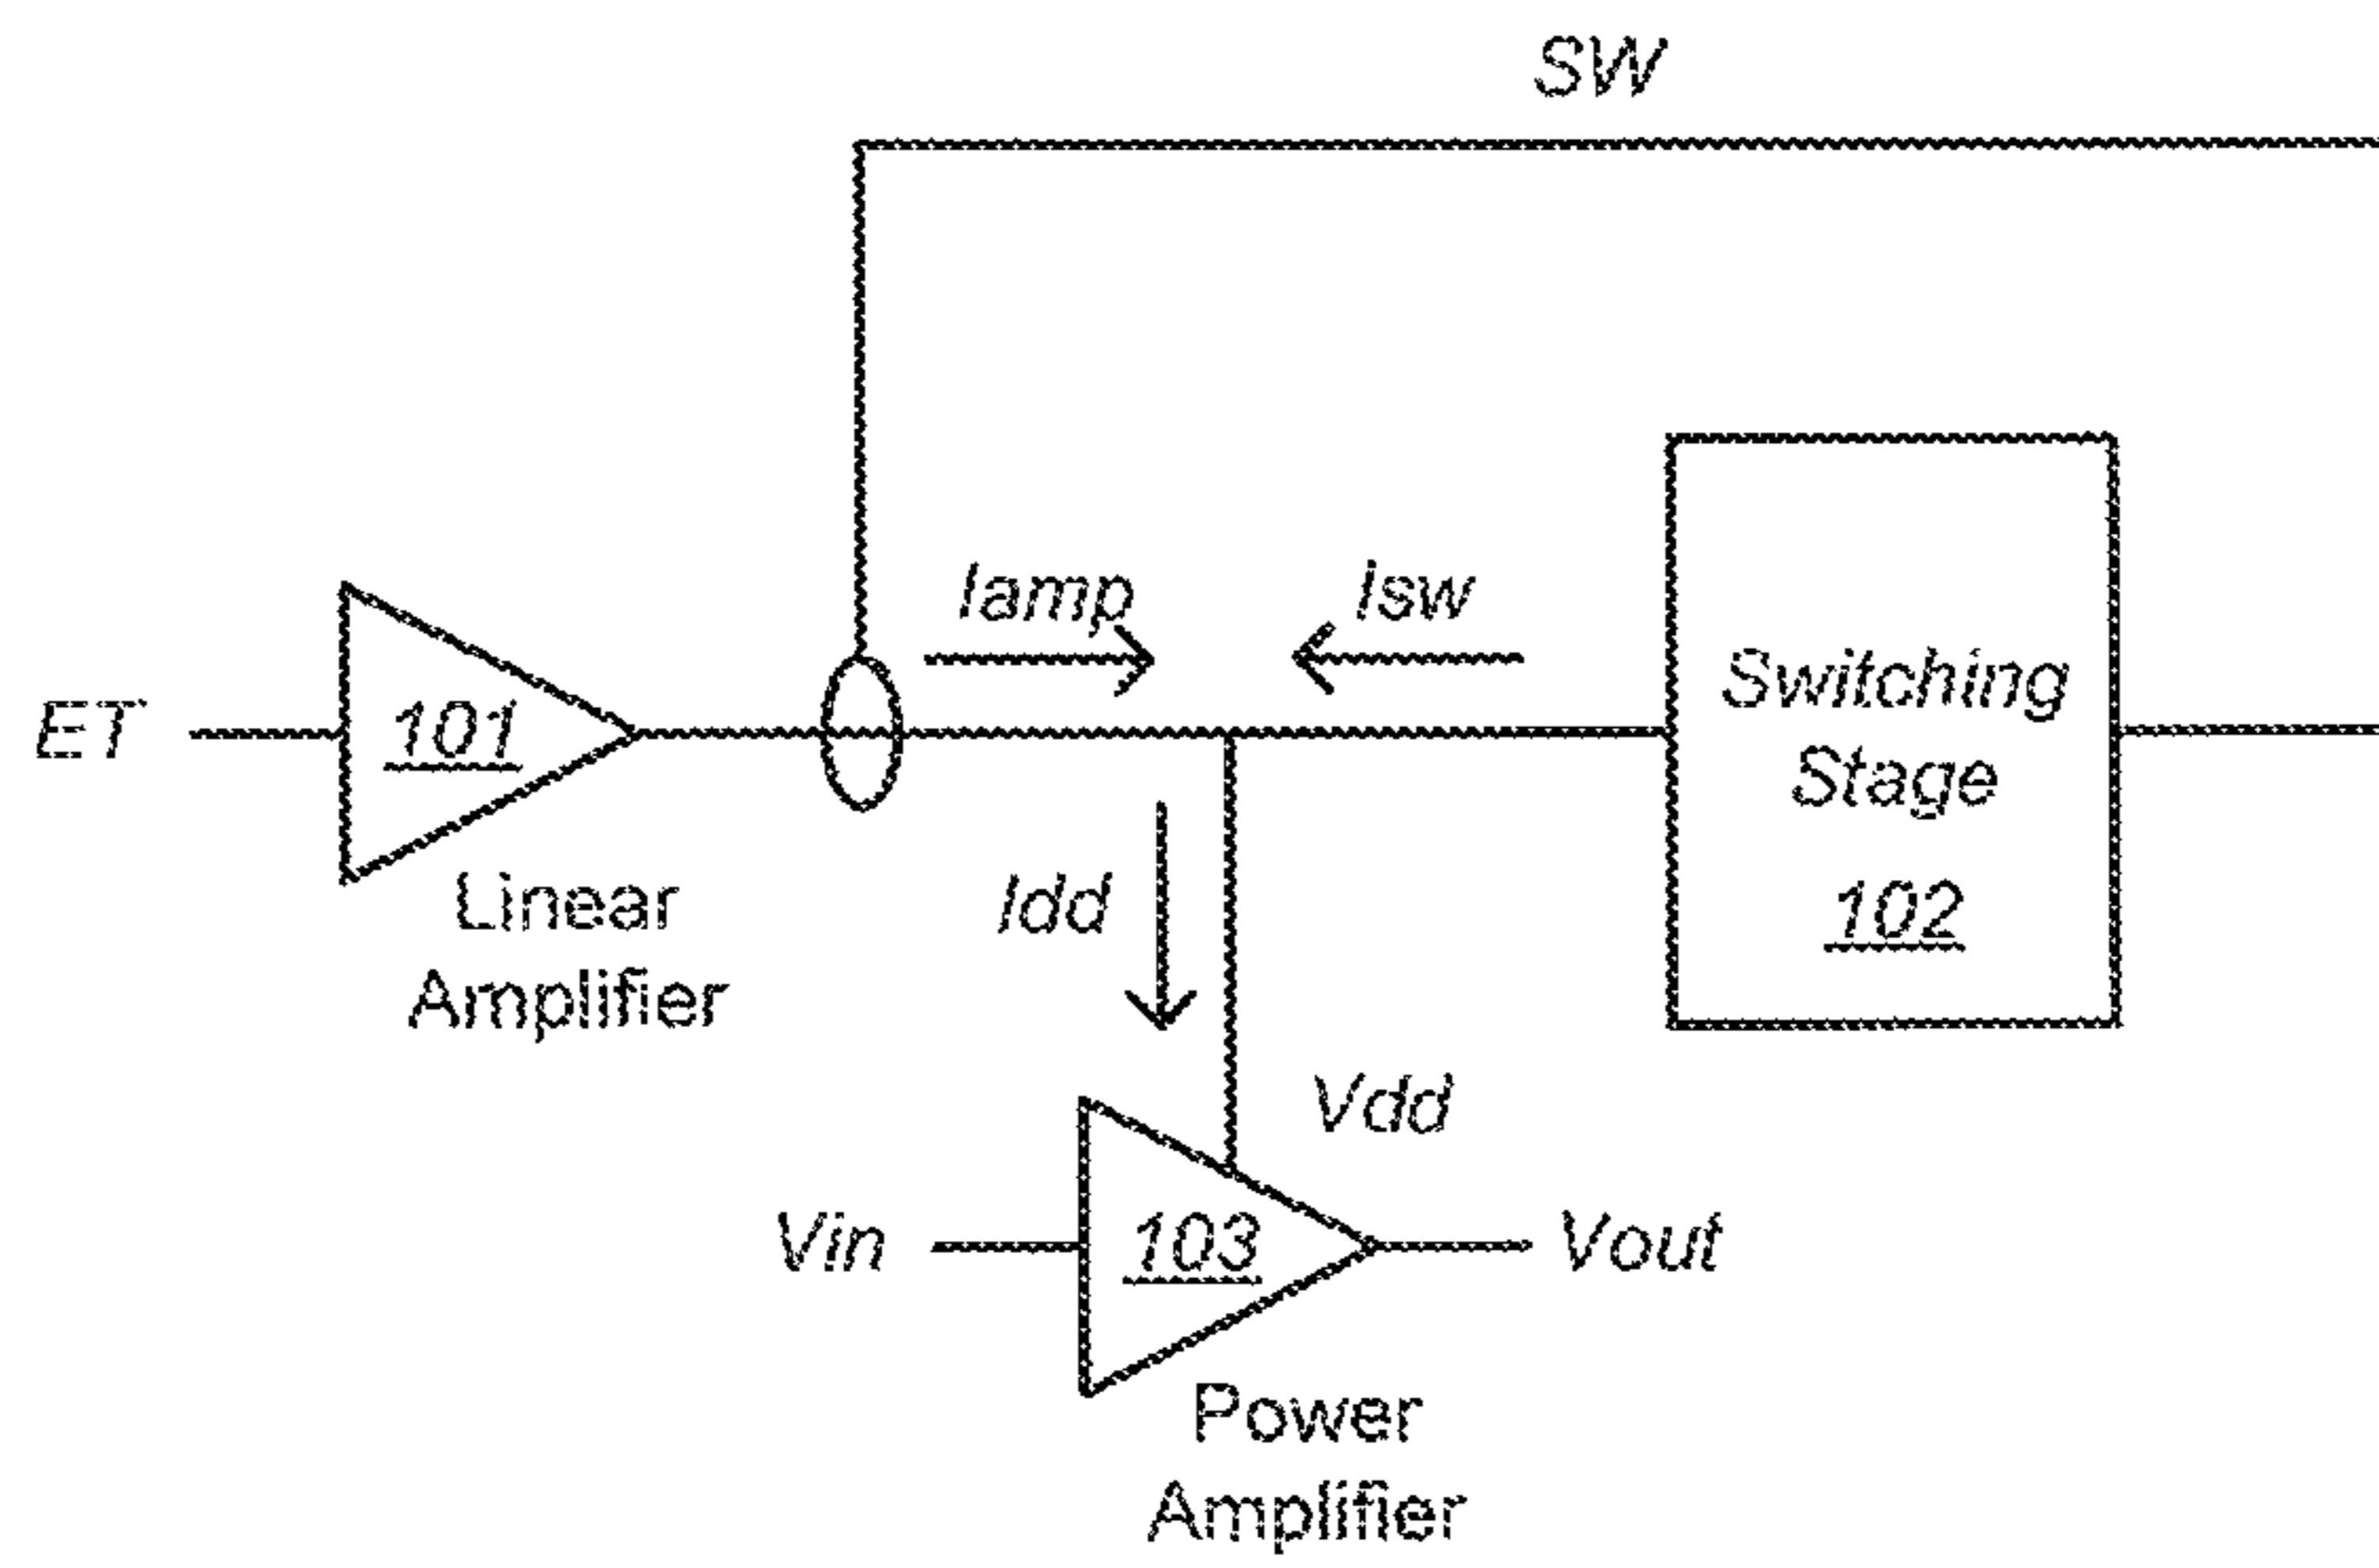 SW
Iamp
Isw
ET
101
Switching
Stage
102
Linear
Amplifier
Idd
Vdd
Vin
103
Vout
Power
Amplifier